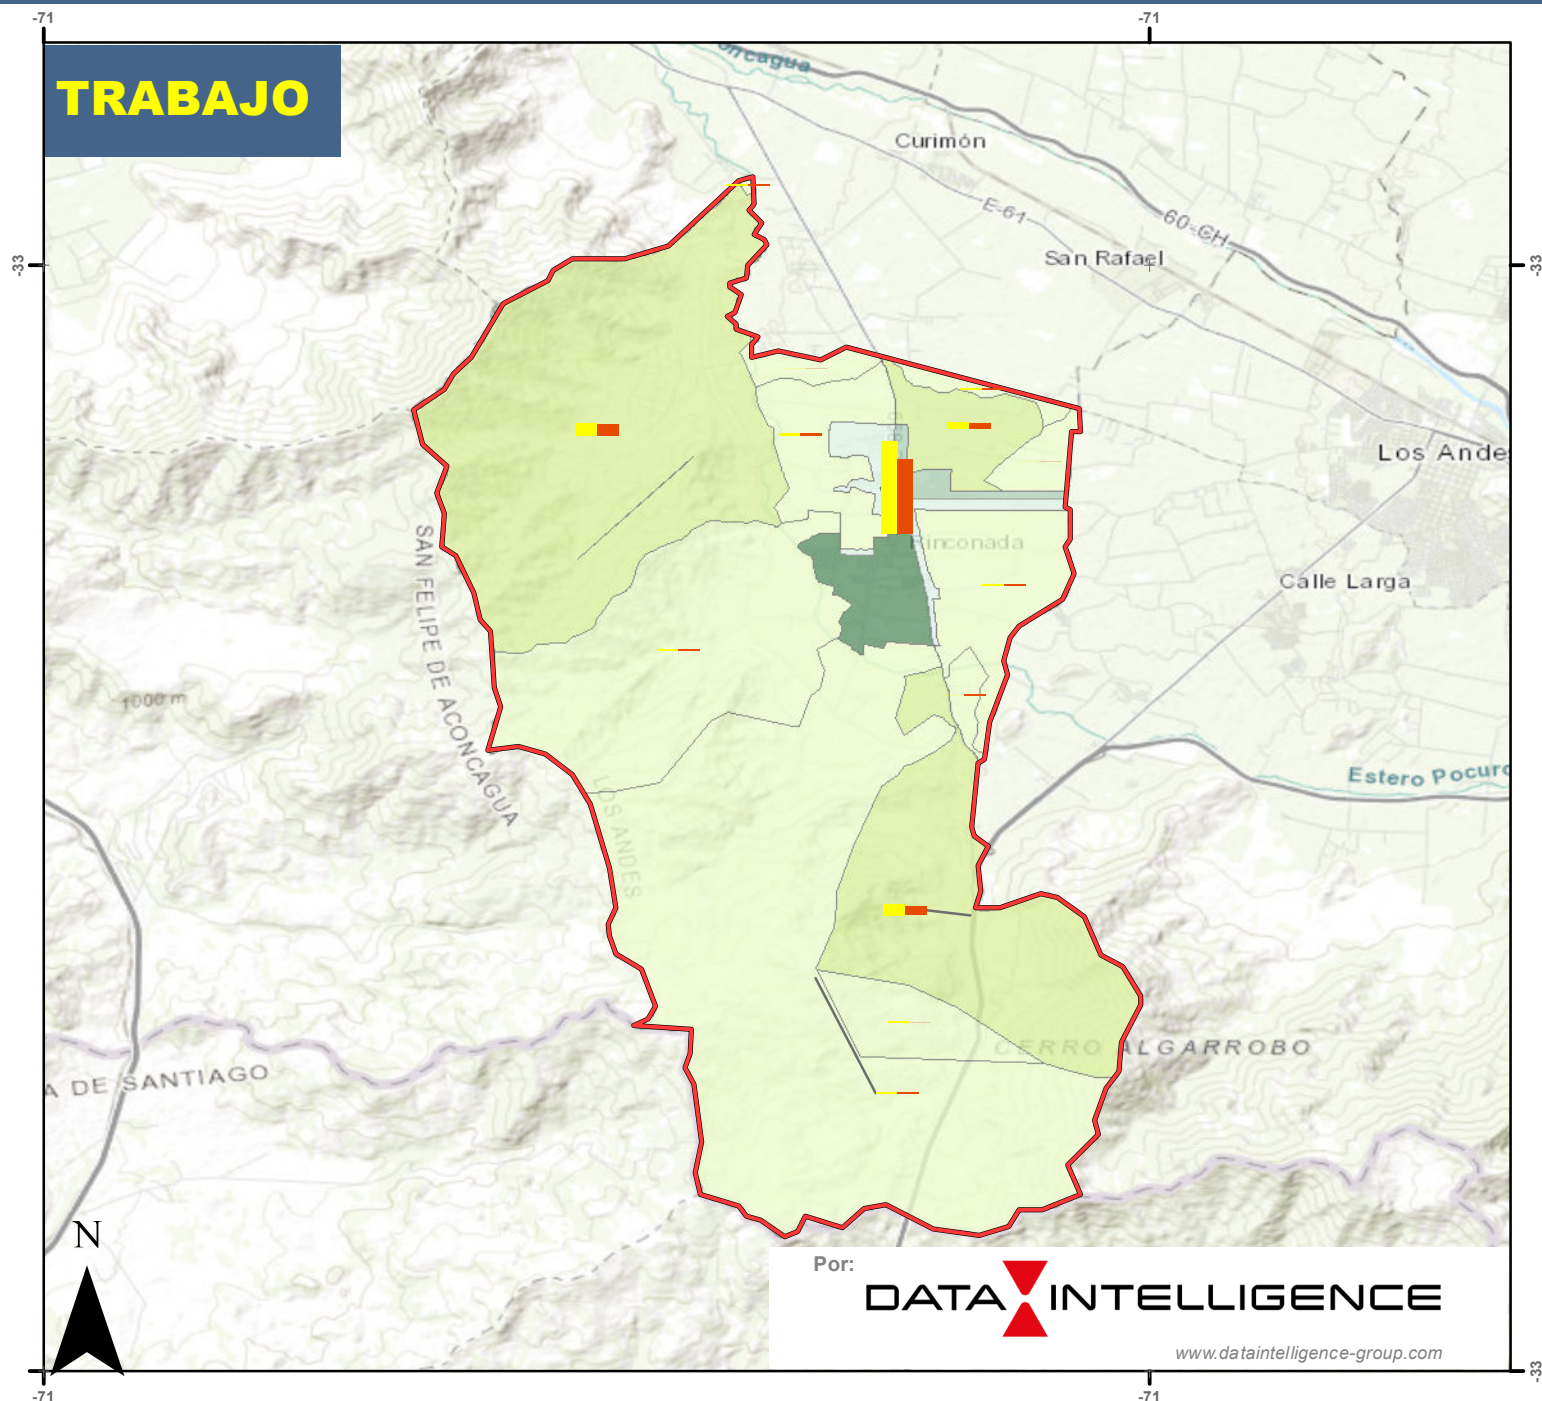 -71
-71
TRABAJO
Curimón
E-61
60-CH
San Rafael
-33
-33
Los Ande
Rinconada
Calle Larga
SAN FELIPE DE ACONCAGUA
1000 m
Estero Pocuro
LOS ANDES
CERRO ALGARROBO
A DE SANTIAGO
N
Por:
DATA INTELLIGENCE
www.dataintelligence-group.com
-33
-71
-71